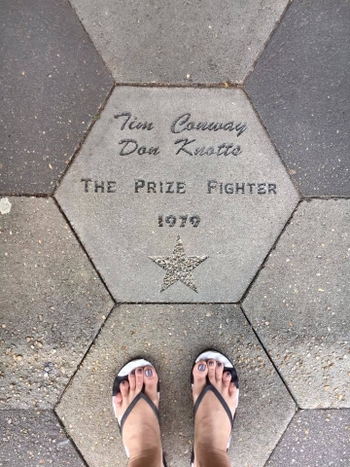 Tim Conway
Don Knotts
THE PRIZE FIGHTER
1979